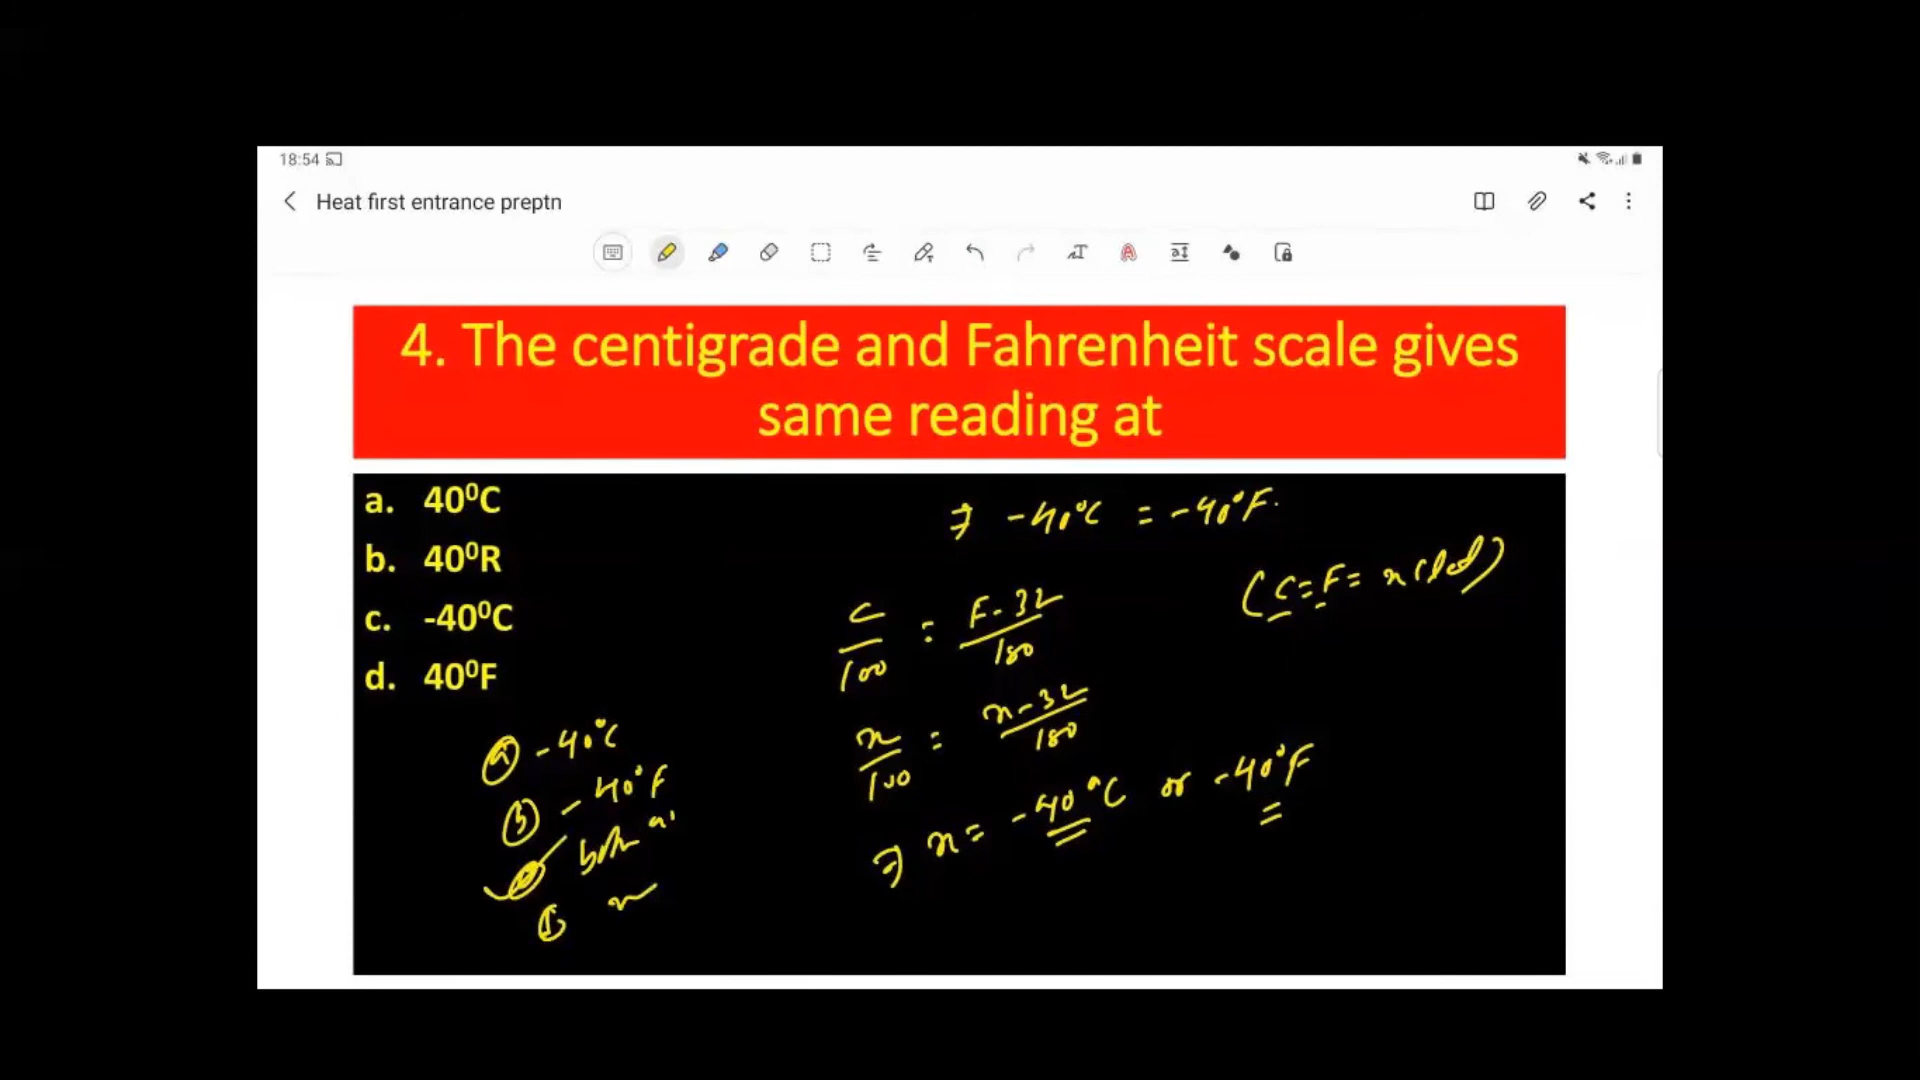 18:54
Heat first entrance preptn
4. The centigrade and Fahrenheit scale gives
same reading at
a. 40⁰C
b. 40⁰R
c. -40⁰C
d. 40⁰F
⇒ -40°C = -40°F.
(C=F= x (let)
C/100 = F-32/180
x/100 = x-32/180
⇒ x = -40°C or -40°F
ⓐ -40°C
ⓑ -40°F
both a